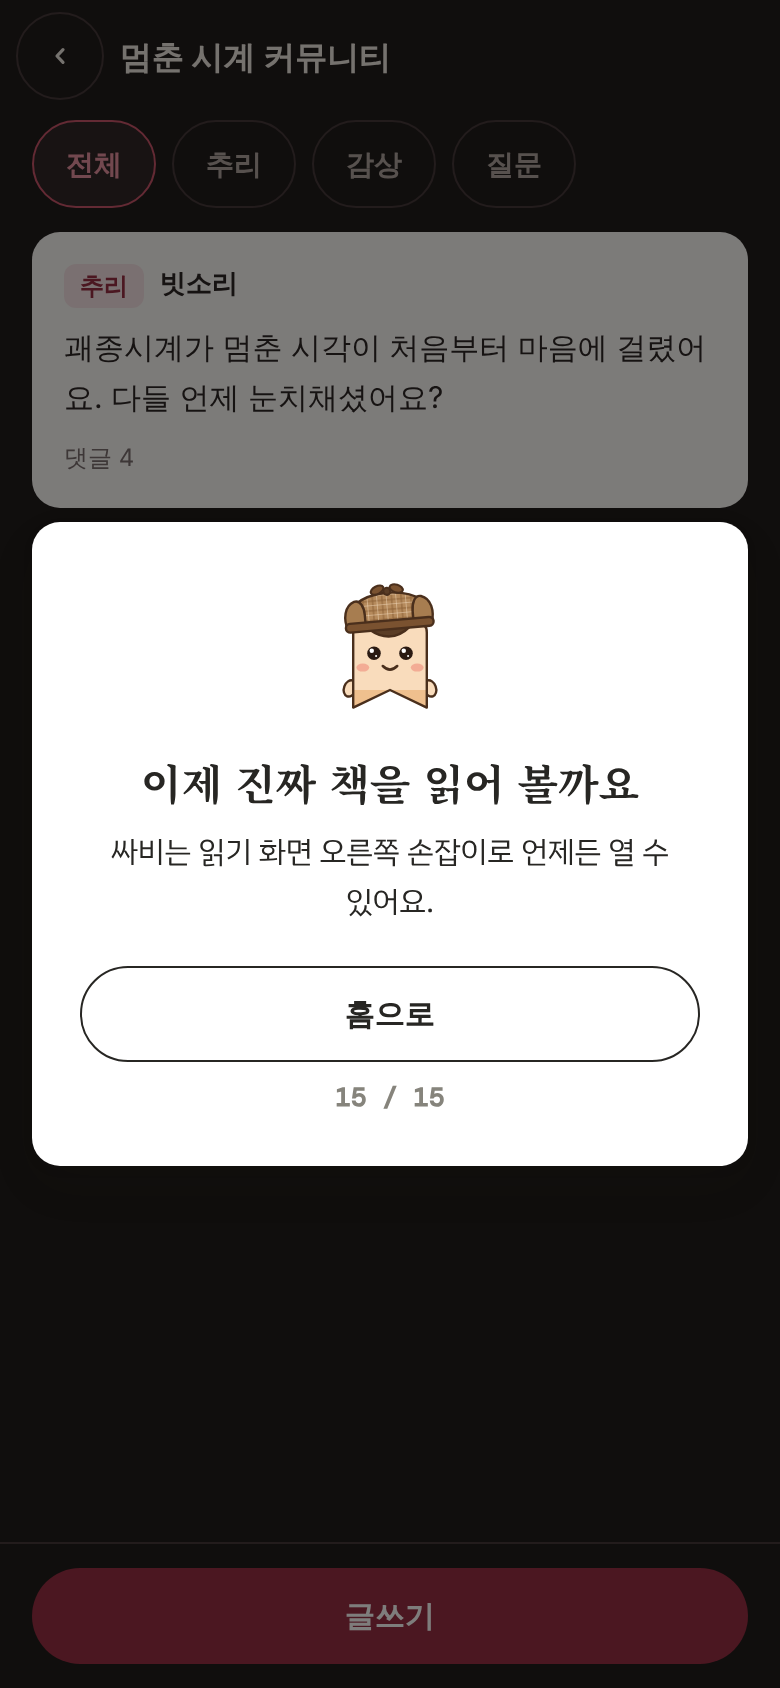 멈춘 시계 커뮤니티
전체 추리 감상 질문
추리 빗소리
괘종시계가 멈춘 시각이 처음부터 마음에 걸렸어
요. 다들 언제 눈치채셨어요?
댓글 4
이제 진짜 책을 읽어 볼까요
싸비는 읽기 화면 오른쪽 손잡이로 언제든 열 수
있어요.
홈으로
15 / 15
글쓰기